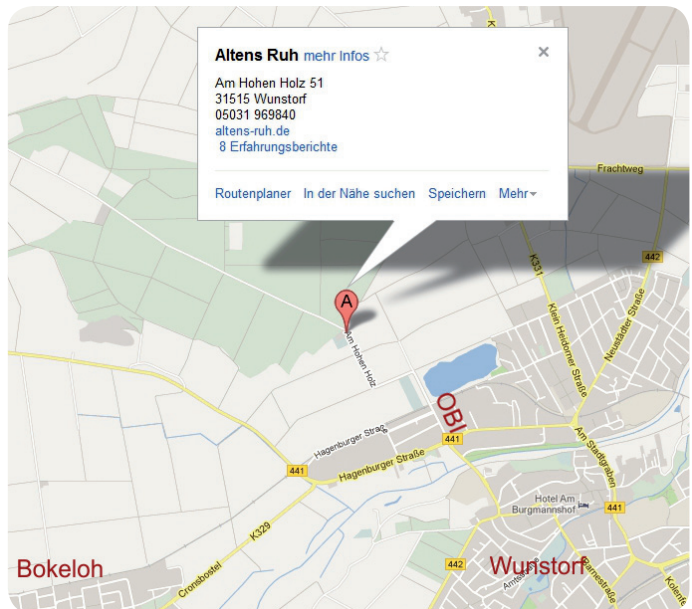 Altens Ruh mehr Infos
Am Hohen Holz 51
31515 Wunstorf
05031 969840
altens-ruh.de
8 Erfahrungsberichte
Routenplaner In der Nähe suchen Speichern Mehr
Frachtweg
442
K331
A
Klein Heidorner Straße
Neustädter Straße
Am Hohen Holz
OBI
Hagenburger Straße
441
Am Stadtgraben
441
Hagenburger Straße
Hotel Am
Burgmannshof
441
K329
Bokeloh
442
Wunstorf
Cronsbostel